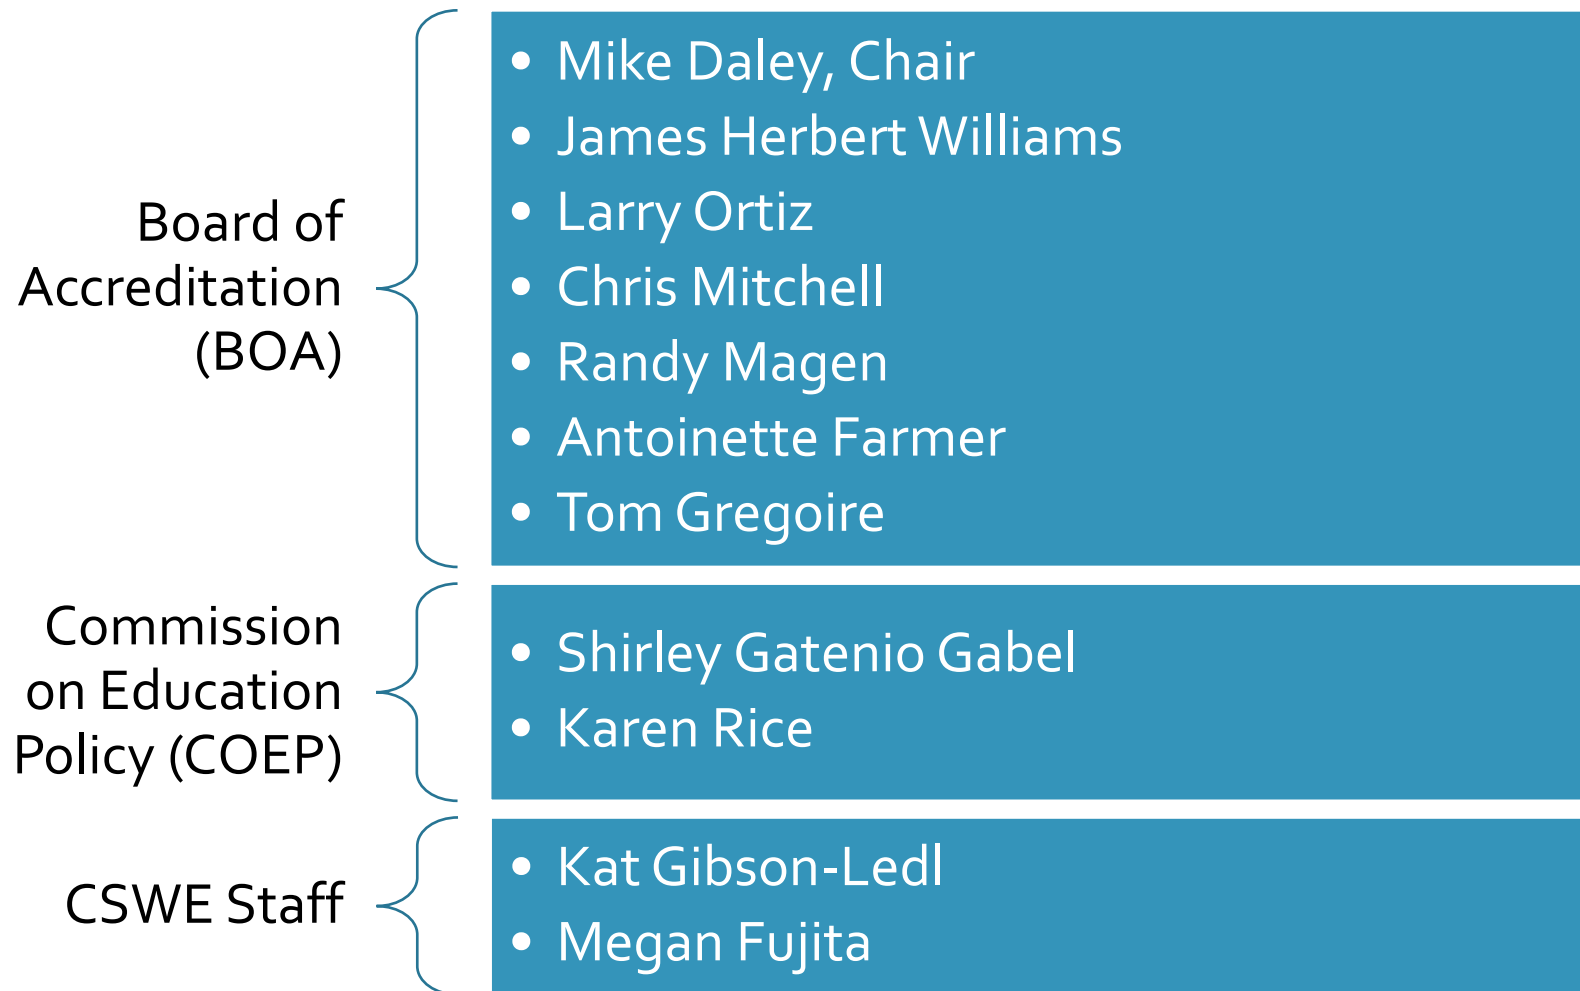 Board of
Accreditation
(BOA)
• Mike Daley, Chair
• James Herbert Williams
• Larry Ortiz
• Chris Mitchell
• Randy Magen
• Antoinette Farmer
• Tom Gregoire
Commission
on Education
Policy (COEP)
• Shirley Gatenio Gabel
• Karen Rice
CSWE Staff
• Kat Gibson-Ledl
• Megan Fujita